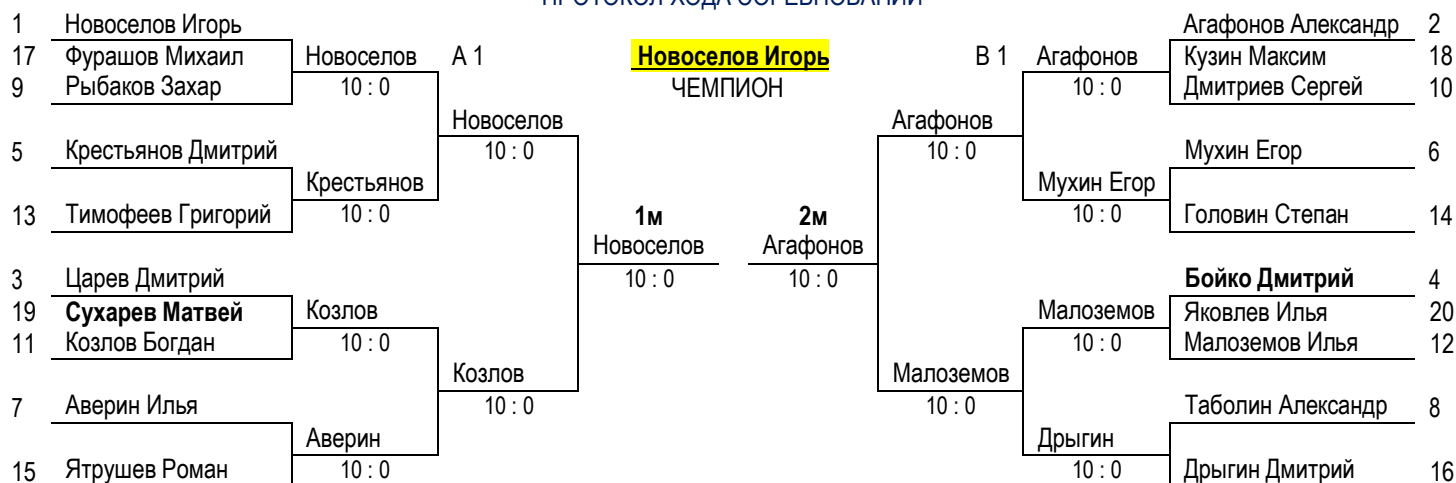 ПРОТОКОЛ ХОДА СОРЕВНОВАНИЙ
1 Новоселов Игорь
Агафонов Александр 2
17 Фурашов Михаил Новоселов А 1 Новоселов Игорь В 1 Агафонов Кузин Максим 18
9 Рыбаков Захар 10 : 0 ЧЕМПИОН 10 : 0 Дмитриев Сергей 10
Новоселов Агафонов
5 Крестьянов Дмитрий 10 : 0 10 : 0 Мухин Егор 6
Крестьянов Мухин Егор
13 Тимофеев Григорий 10 : 0 1м 2м 10 : 0 Головин Степан 14
Новоселов Агафонов
3 Царев Дмитрий 10 : 0 10 : 0 Бойко Дмитрий 4
19 Сухарев Матвей Козлов Малоземов Яковлев Илья 20
11 Козлов Богдан 10 : 0 10 : 0 Малоземов Илья 12
Козлов Малоземов
7 Аверин Илья 10 : 0 10 : 0 Таболин Александр 8
Аверин Дрыгин
15 Ятрушев Роман 10 : 0 10 : 0 Дрыгин Дмитрий 16